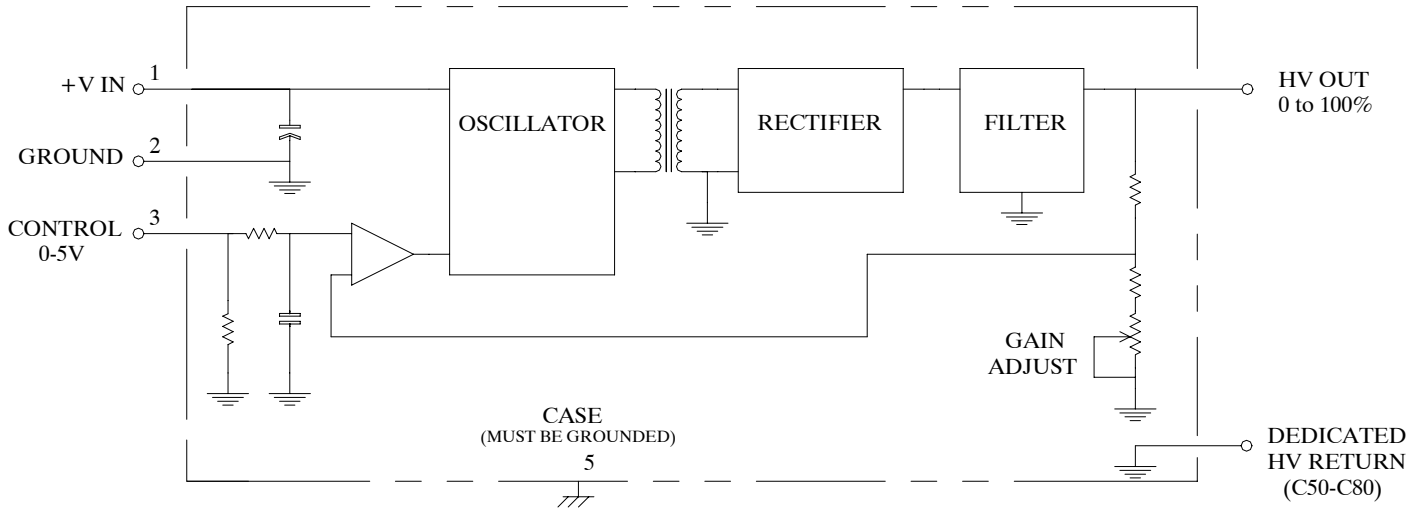 +V IN
1
GROUND
2
CONTROL
0-5V
3
OSCILLATOR
RECTIFIER
FILTER
HV OUT
0 to 100%
GAIN
ADJUST
CASE
(MUST BE GROUNDED)
5
DEDICATED
HV RETURN
(C50-C80)